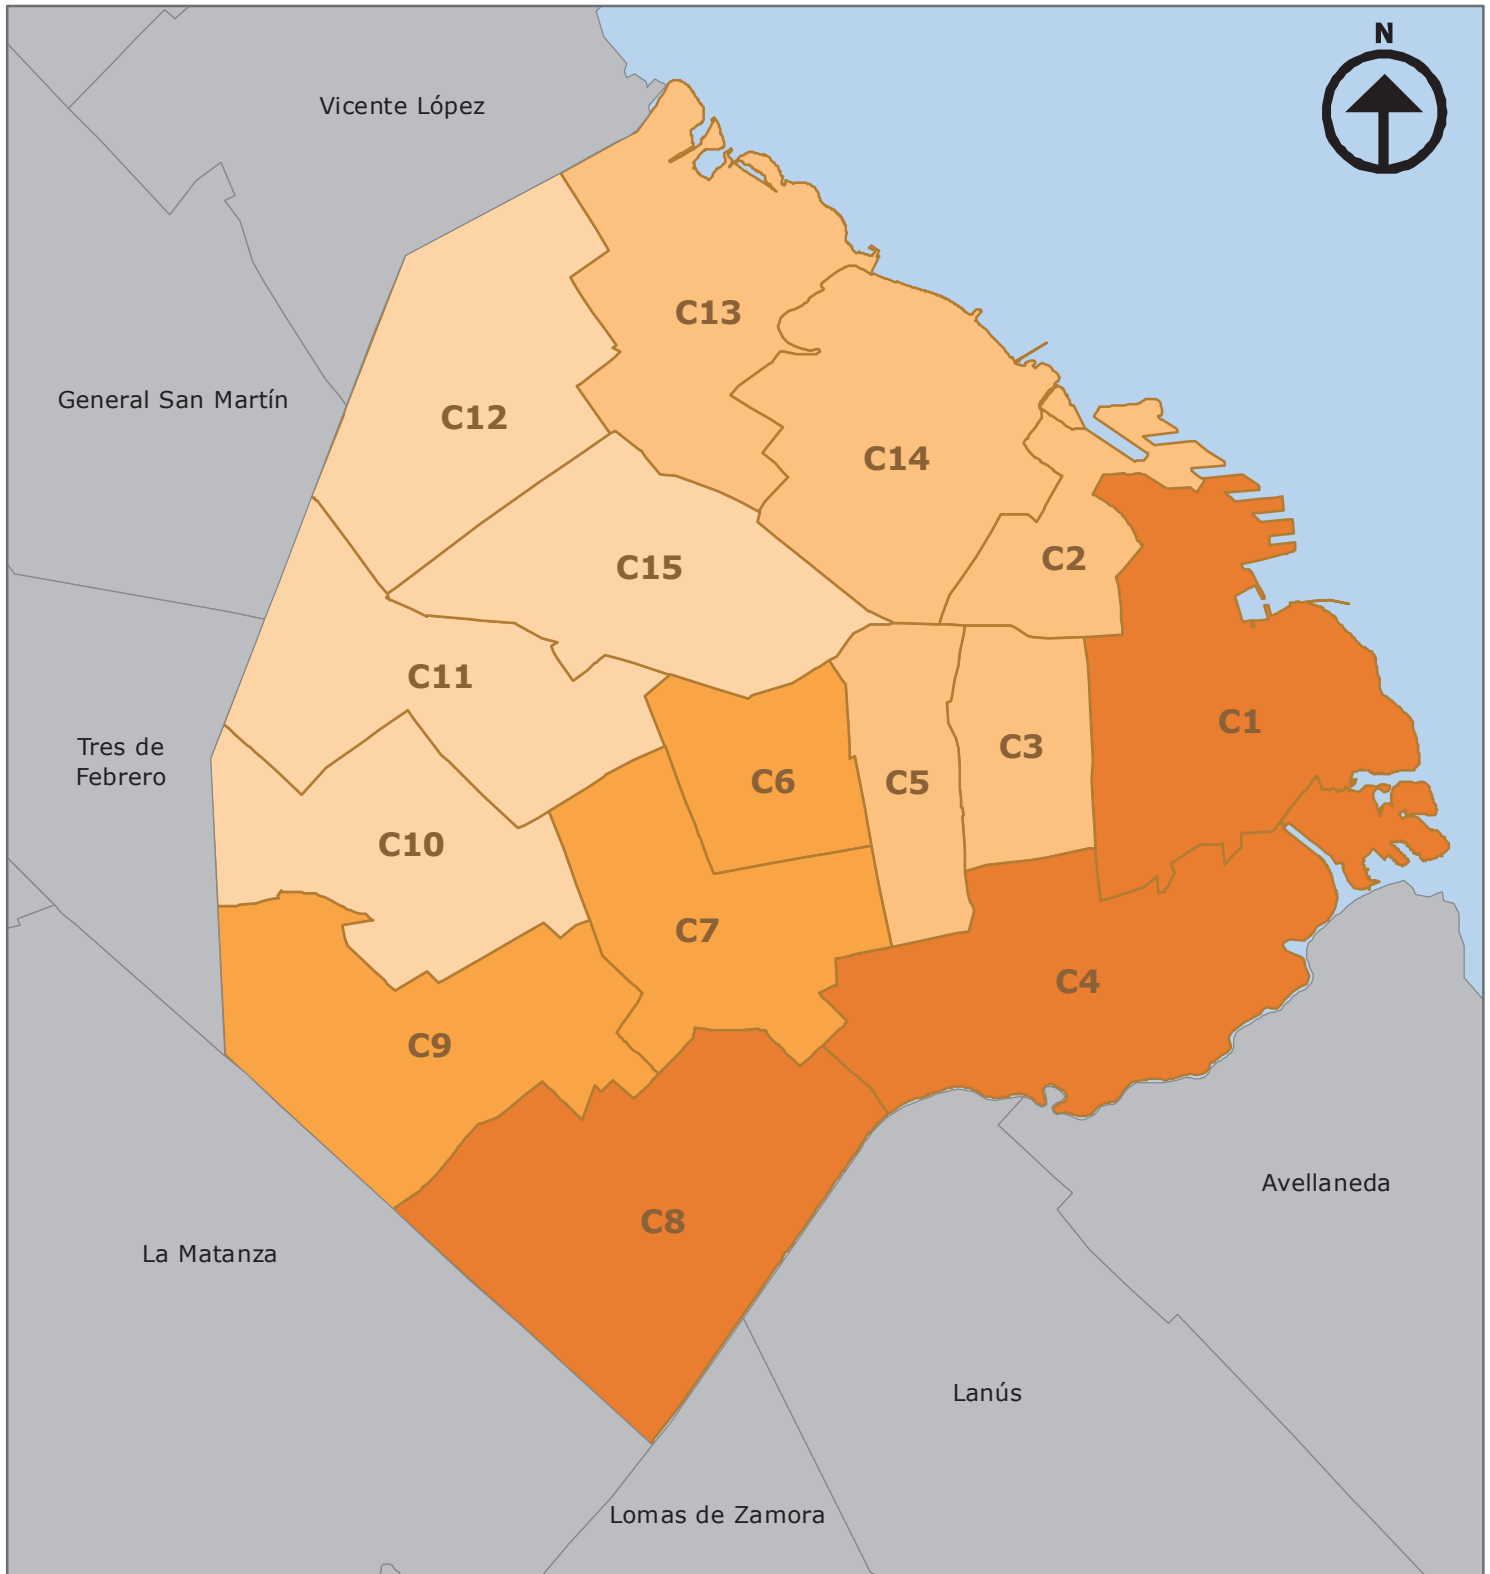 N
Vicente López
C13
General San Martín
C12
C14
C2
C15
C11
C1
Tres de
Febrero
C3
C6
C5
C10
C7
C4
C9
Avellaneda
C8
La Matanza
Lanús
Lomas de Zamora